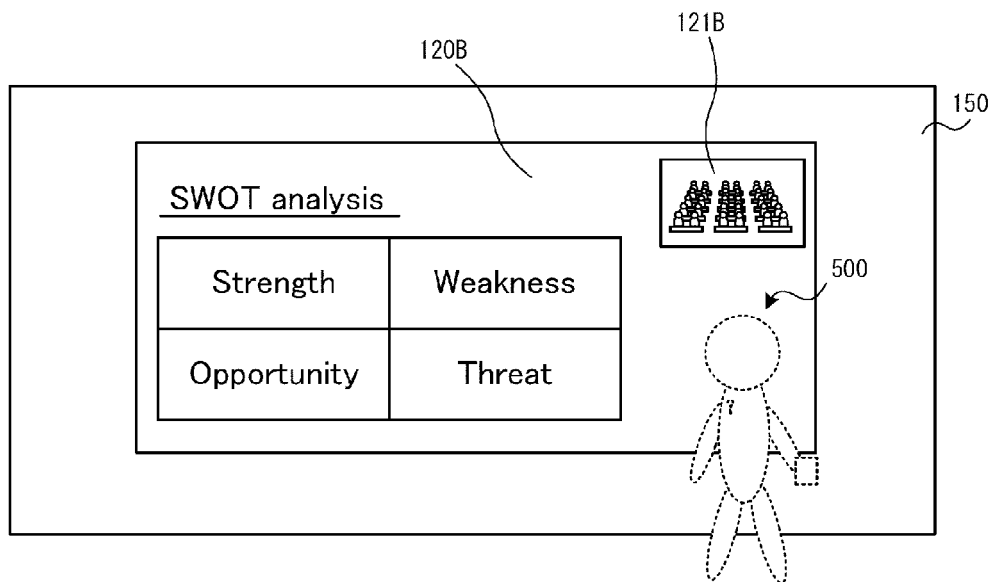 121B
120B
150
SWOT analysis
500
Strength Weakness
Opportunity Threat